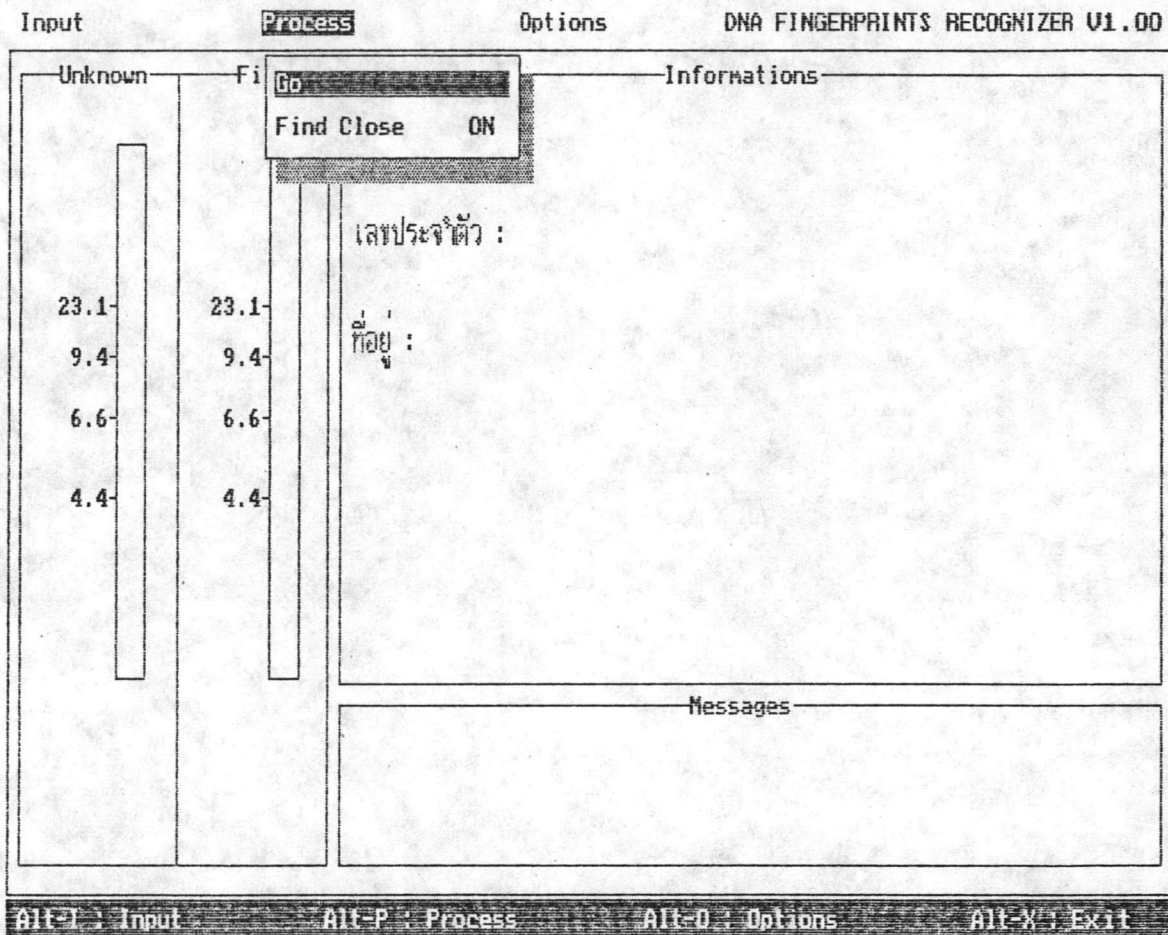 Input Process Options DNA FINGERPRINTS RECOGNIZER V1.00
Unknown Fi Informations
Go
Find Close ON
เลขประจำตัว :
23.1 23.1
ที่อยู่ :
9.4 9.4
6.6 6.6
4.4 4.4
Messages
Alt-I : Input Alt-P : Process Alt-O : Options Alt-X : Exit